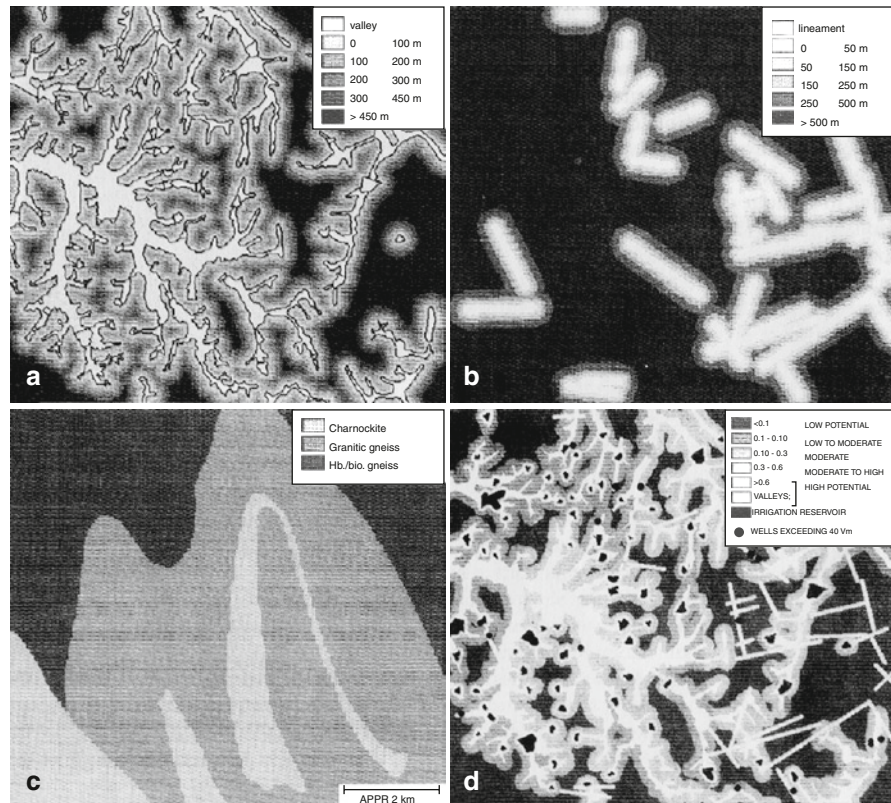 valley
0 100 m
100 200 m
200 300 m
300 450 m
> 450 m
a
lineament
0 50 m
50 150 m
150 250 m
250 500 m
> 500 m
b
Charnockite
Granitic gneiss
Hb./bio. gneiss
c
APPR 2 km
<0.1 LOW POTENTIAL
0.1 - 0.10 LOW TO MODERATE
0.10 - 0.3 MODERATE
0.3 - 0.6 MODERATE TO HIGH
>0.6 HIGH POTENTIAL
VALLEYS;
IRRIGATION RESERVOIR
WELLS EXCEEDING 40 Vm
d